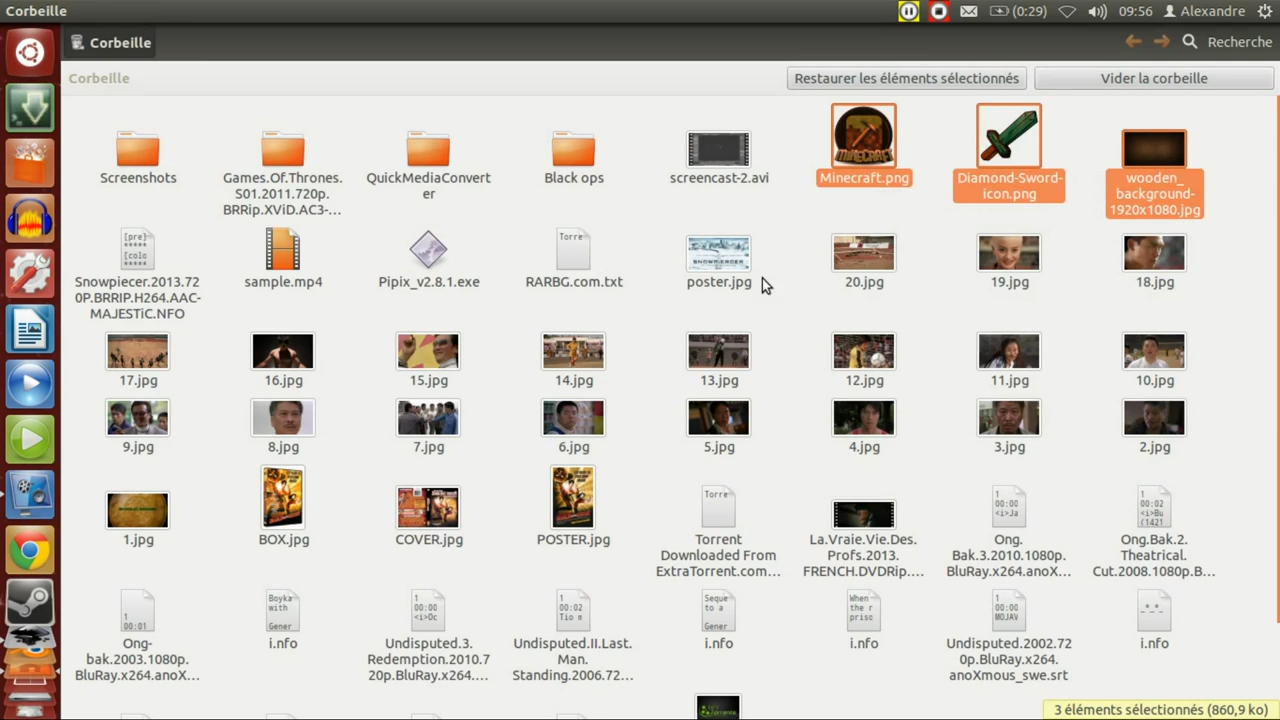 Corbeille
(0:29) 09:56 Alexandre
Corbeille
Recherche
Corbeille
Restaurer les éléments sélectionnés
Vider la corbeille
Screenshots
Games.Of.Thrones.
S01.2011.720p.
BRRip.XViD.AC3-...
QuickMediaConvert
er
Black ops
screencast-2.avi
Minecraft.png
Diamond-Sword-
icon.png
wooden_
background-
1920x1080.jpg
Snowpiecer.2013.72
0P.BRRIP.H264.AAC-
MAJESTiC.NFO
sample.mp4
Pipix_v2.8.1.exe
RARBG.com.txt
poster.jpg
20.jpg
19.jpg
18.jpg
17.jpg
16.jpg
15.jpg
14.jpg
13.jpg
12.jpg
11.jpg
10.jpg
9.jpg
8.jpg
7.jpg
6.jpg
5.jpg
4.jpg
3.jpg
2.jpg
1.jpg
BOX.jpg
COVER.jpg
POSTER.jpg
Torrent
Downloaded From
ExtraTorrent.com...
La.Vraie.Vie.Des.
Profs.2013.
FRENCH.DVDRip....
Ong.
Bak.3.2010.1080p.
BluRay.x264.anoX...
Ong.Bak.2.
Theatrical.
Cut.2008.1080p.B...
Ong-
bak.2003.1080p.
BluRay.x264.anoX...
i.nfo
Undisputed.3.
Redemption.2010.7
20p.BluRay.x264....
Undisputed.II.Last.
Man.
Standing.2006.72...
i.nfo
i.nfo
Undisputed.2002.72
0p.BluRay.x264.
anoXmous_swe.srt
i.nfo
3 éléments sélectionnés (860,9 ko)